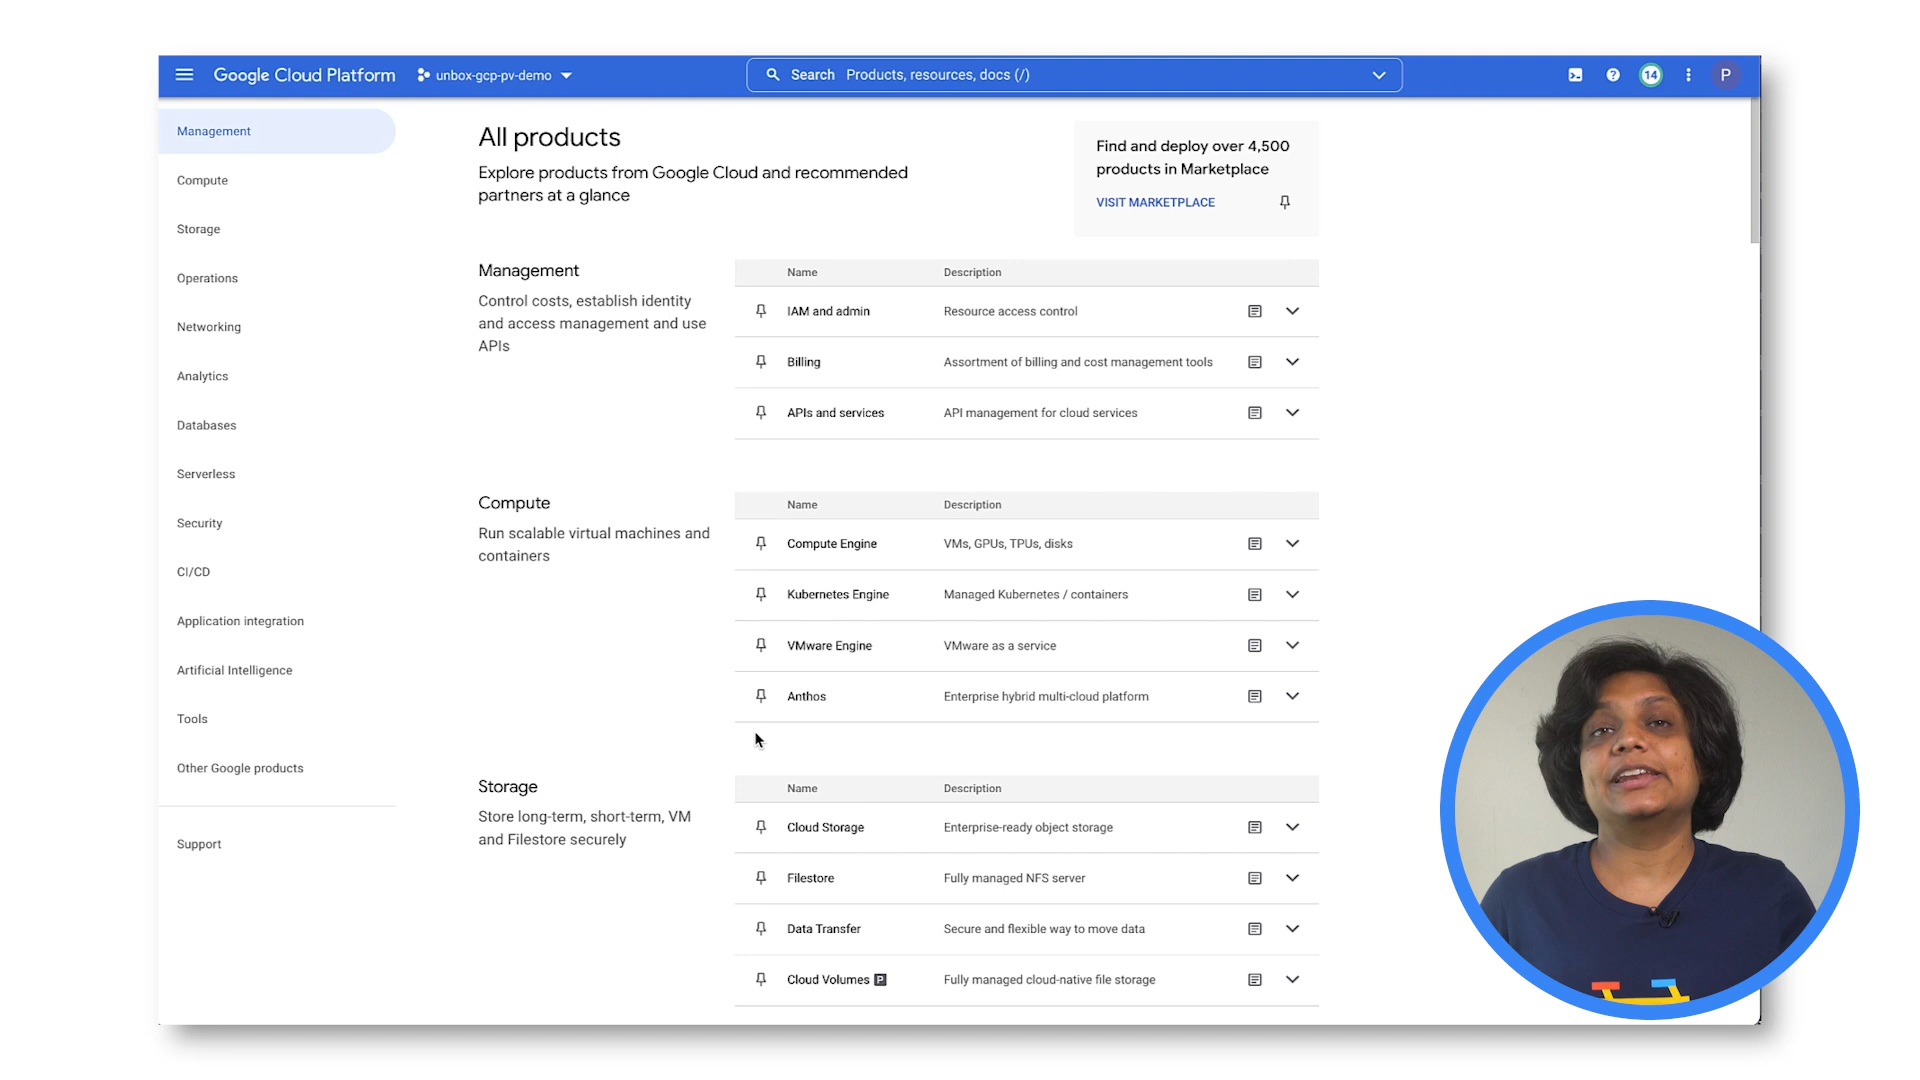 Google Cloud Platform
unbox-gcp-pv-demo
Search Products, resources, docs (/)
14
P
Management
Compute
Storage
Operations
Networking
Analytics
Databases
Serverless
Security
CI/CD
Application integration
Artificial Intelligence
Tools
Other Google products
Support
All products
Explore products from Google Cloud and recommended
partners at a glance
Find and deploy over 4,500
products in Marketplace
VISIT MARKETPLACE
Management
Control costs, establish identity
and access management and use
APIs
Name Description
IAM and admin Resource access control
Billing Assortment of billing and cost management tools
APIs and services API management for cloud services
Compute
Run scalable virtual machines and
containers
Name Description
Compute Engine VMs, GPUs, TPUs, disks
Kubernetes Engine Managed Kubernetes / containers
VMware Engine VMware as a service
Anthos Enterprise hybrid multi-cloud platform
Storage
Store long-term, short-term, VM
and Filestore securely
Name Description
Cloud Storage Enterprise-ready object storage
Filestore Fully managed NFS server
Data Transfer Secure and flexible way to move data
Cloud Volumes P Fully managed cloud-native file storage